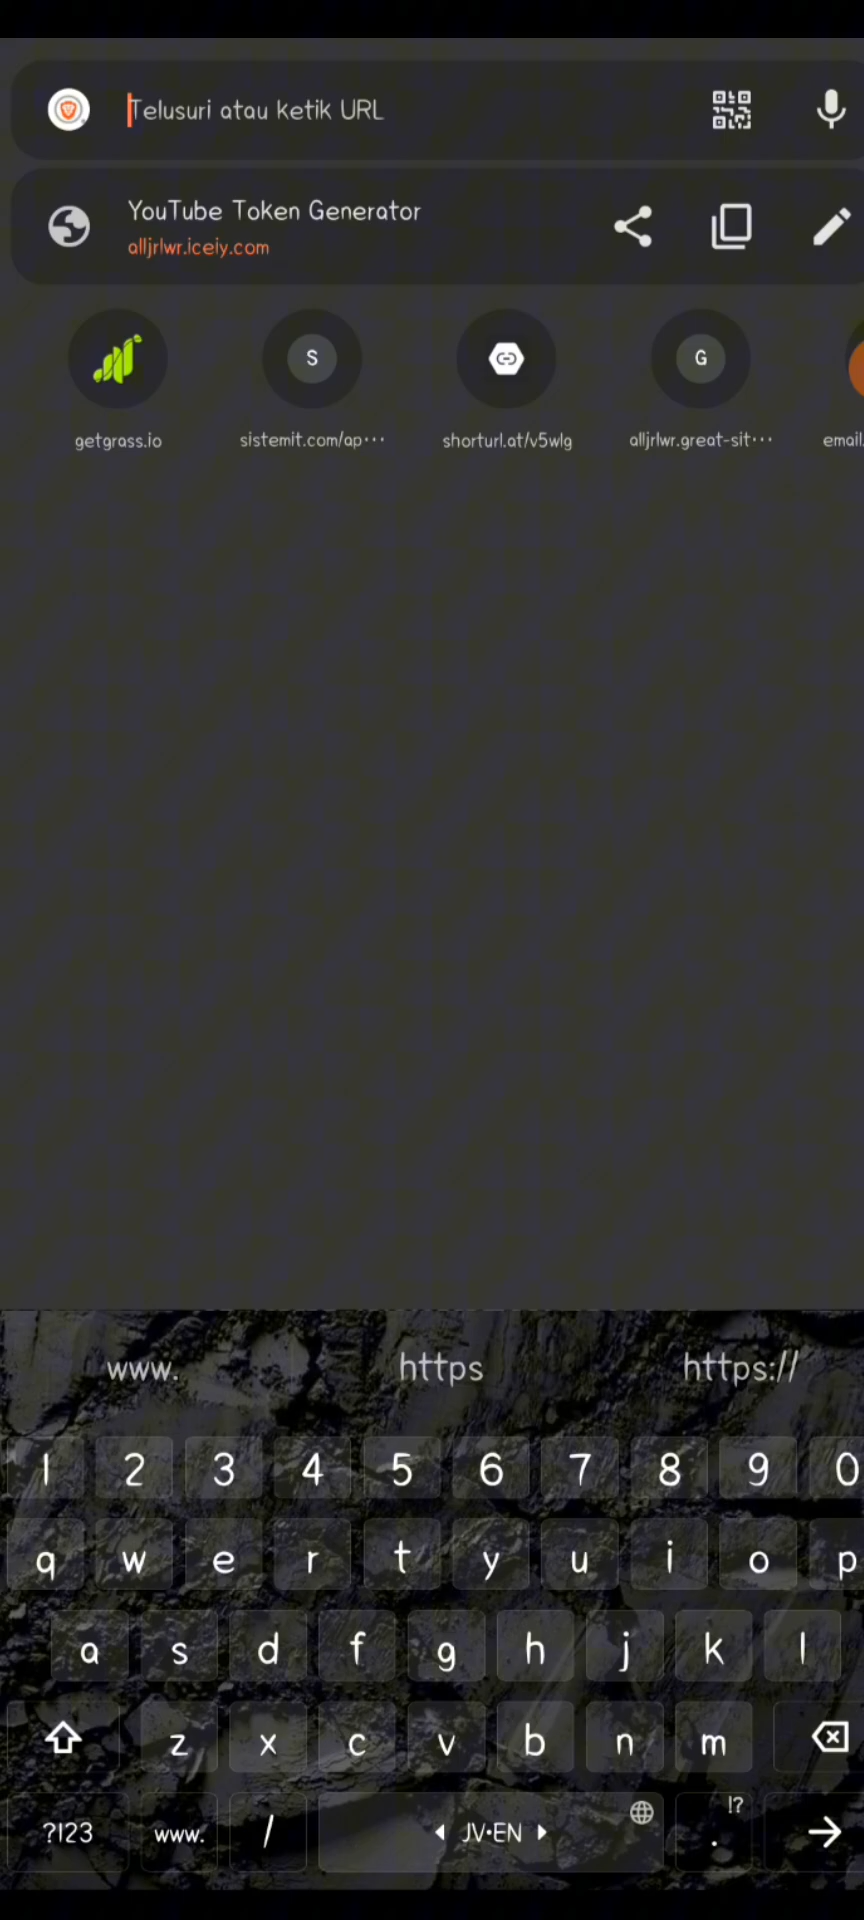 Telusuri atau ketik URL
YouTube Token Generator
alljrlwr.iceiy.com
S
G
getgrass.io
sistemit.com/ap...
shorturl.at/v5wlg
alljrlwr.great-sit...
email.
www.
https
https://
1 2 3 4 5 6 7 8 9 0
q w e r t y u i o p
a s d f g h j k l
z x c v b n m
!?
?123 www. / JV•EN .